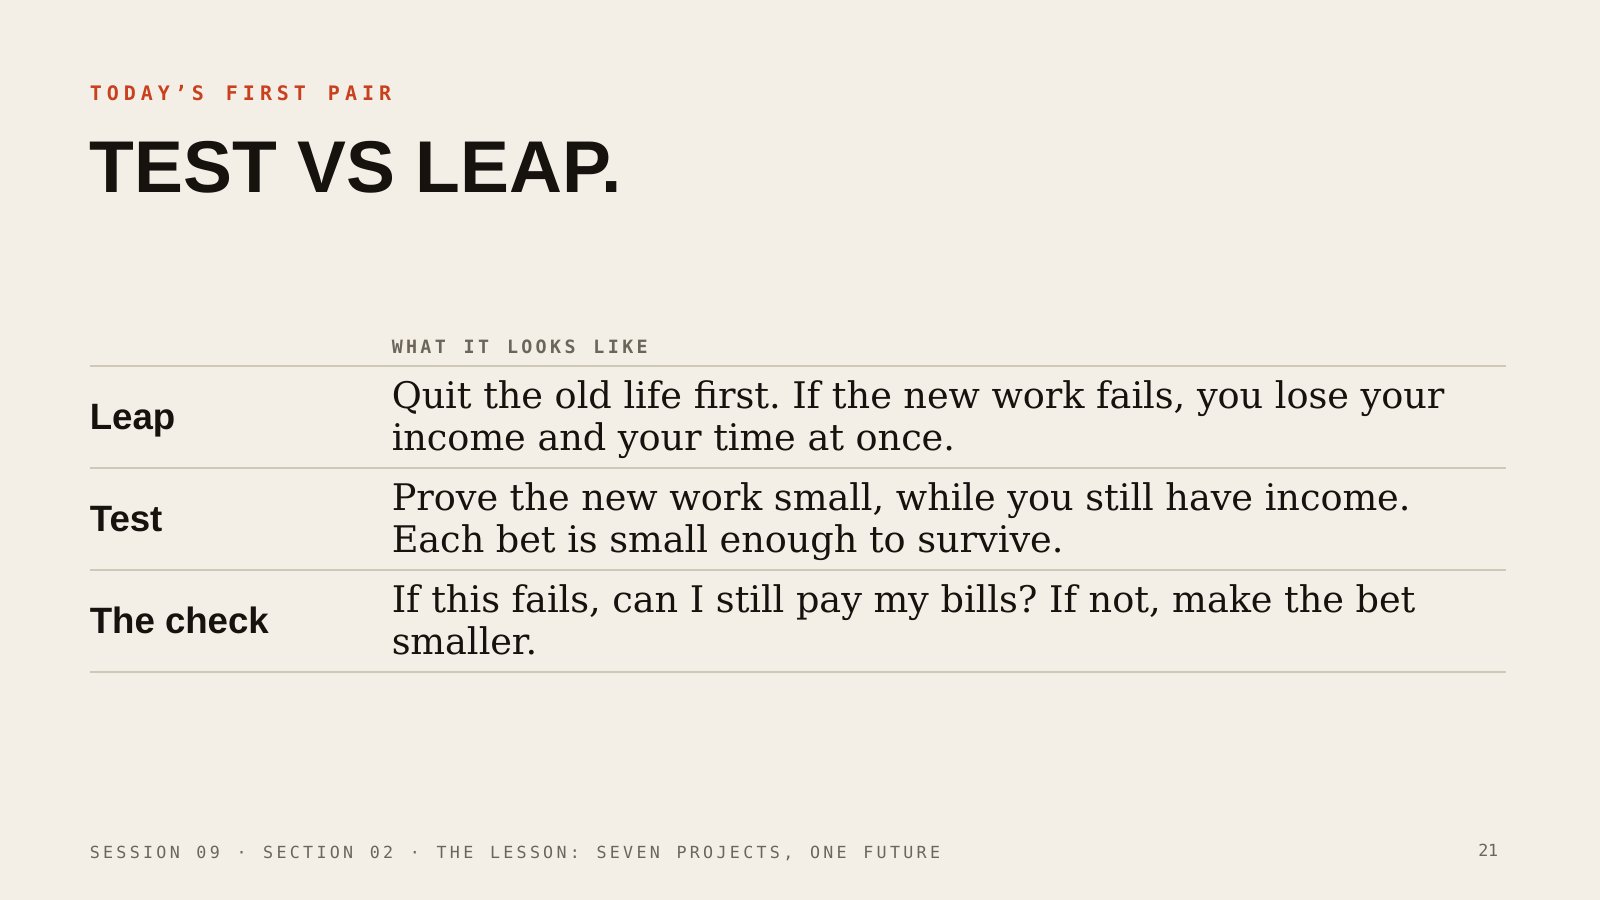 TODAY’S FIRST PAIR
TEST VS LEAP.
WHAT IT LOOKS LIKE
Leap
Quit the old life first. If the new work fails, you lose your
income and your time at once.
Test
Prove the new work small, while you still have income.
Each bet is small enough to survive.
The check
If this fails, can I still pay my bills? If not, make the bet
smaller.
SESSION 09 · SECTION 02 · THE LESSON: SEVEN PROJECTS, ONE FUTURE
21